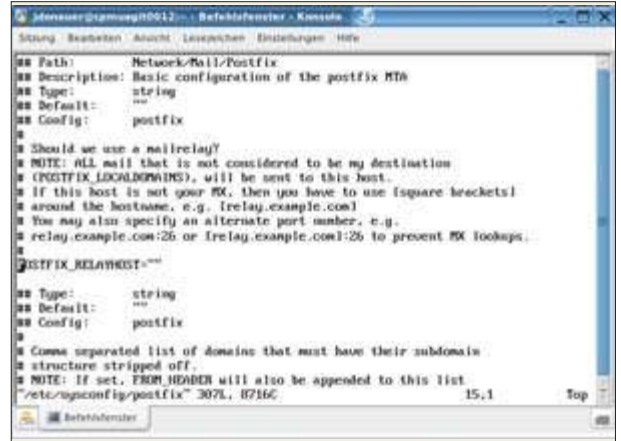 - Befehlsfenster - Konsole
Sitzung Bearbeiten Ansicht Lesezeichen Einstellungen Hilfe
## Path: Network/Mail/Postfix
## Description: Basic configuration of the postfix MTA
## Type: string
## Default: ""
## Config: postfix
#
# Should we use a mailrelay?
# NOTE: ALL mail that is not considered to be my destination
# (POSTFIX_LOCALDOMAINS), will be sent to this host.
# If this host is not your MX, then you have to use [square brackets]
# around the hostname, e.g. [relay.example.com]
# You may also specify an alternate port number, e.g.
# relay.example.com:26 or [relay.example.com]:26 to prevent MX lookups.
#
POSTFIX_RELAYHOST=""
## Type: string
## Default: ""
## Config: postfix
#
# Comma separated list of domains that must have their subdomain
# structure stripped off.
# NOTE: If set, FROM_HEADER will also be appended to this list
"/etc/sysconfig/postfix" 307L, 8716C 15,1 Top
Befehlsfenster